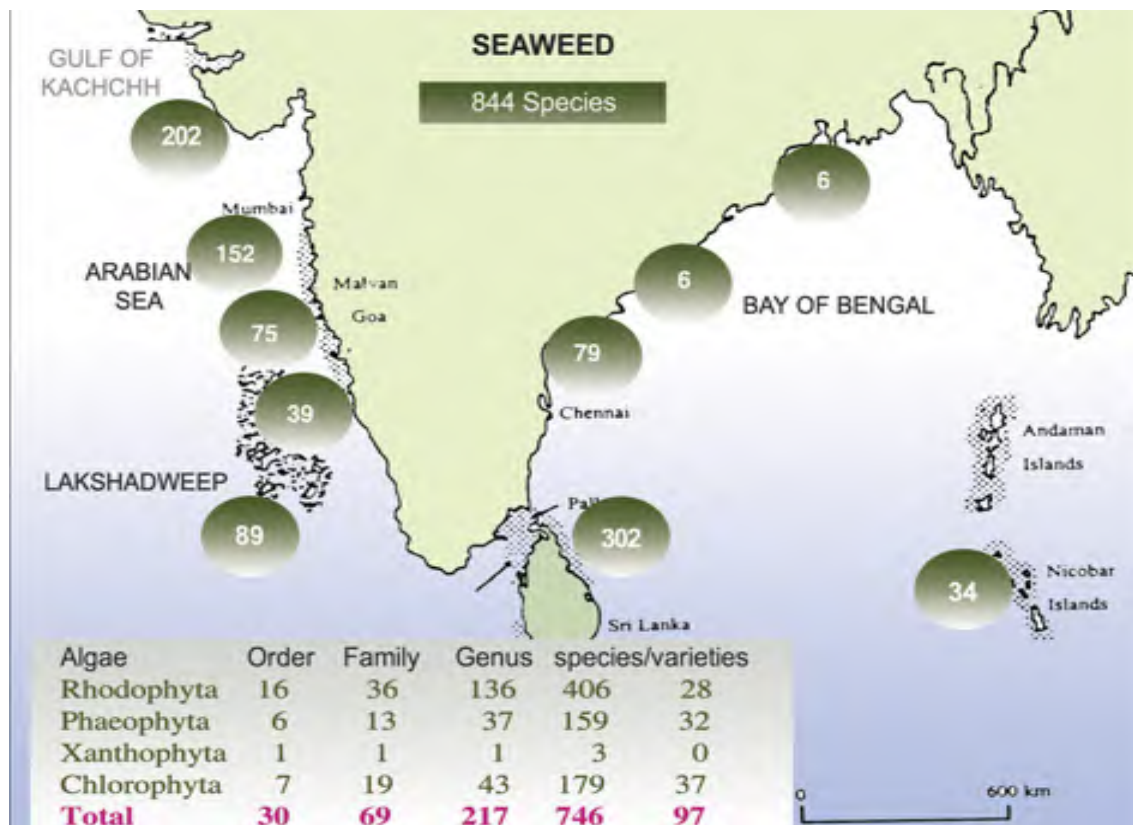 SEAWEED
844 Species
GULF OF
KACHCHH
202
6
Mumbai
152
ARABIAN
SEA
Malvan
Goa
6
BAY OF BENGAL
75
79
39
Chennai
Andaman
Islands
LAKSHADWEEP
89
302
Nicobar
Islands
34
Sri Lanka
Algae Order Family Genus species/varieties
Rhodophyta 16 36 136 406 28
Phaeophyta 6 13 37 159 32
Xanthophyta 1 1 1 3 0
Chlorophyta 7 19 43 179 37
Total 30 69 217 746 97
0 600 km